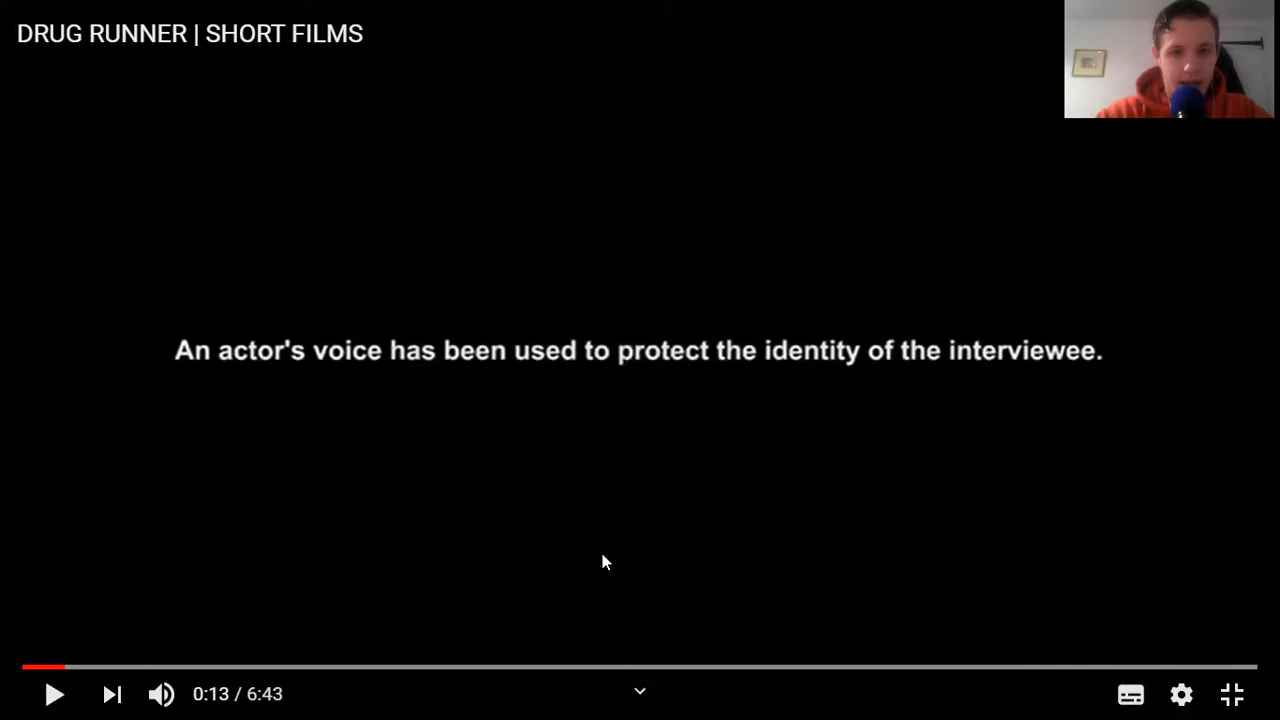 DRUG RUNNER | SHORT FILMS
An actor's voice has been used to protect the identity of the interviewee.
0:13 / 6:43